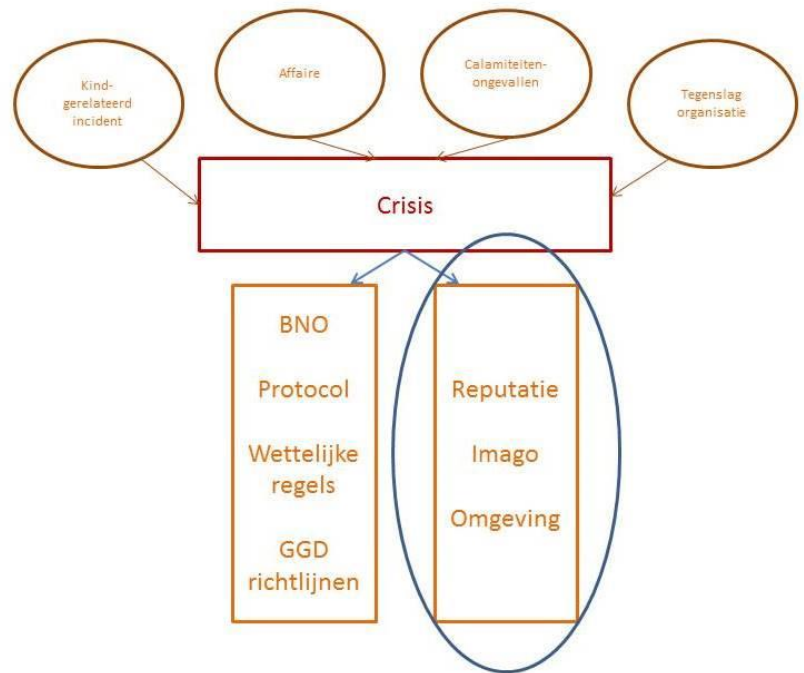 Kind-
gerelateerd
incident
Affaire
Calamiteiten-
ongevallen
Tegenslag
organisatie
Crisis
BNO
Protocol
Wettelijke
regels
GGD
richtlijnen
Reputatie
Imago
Omgeving